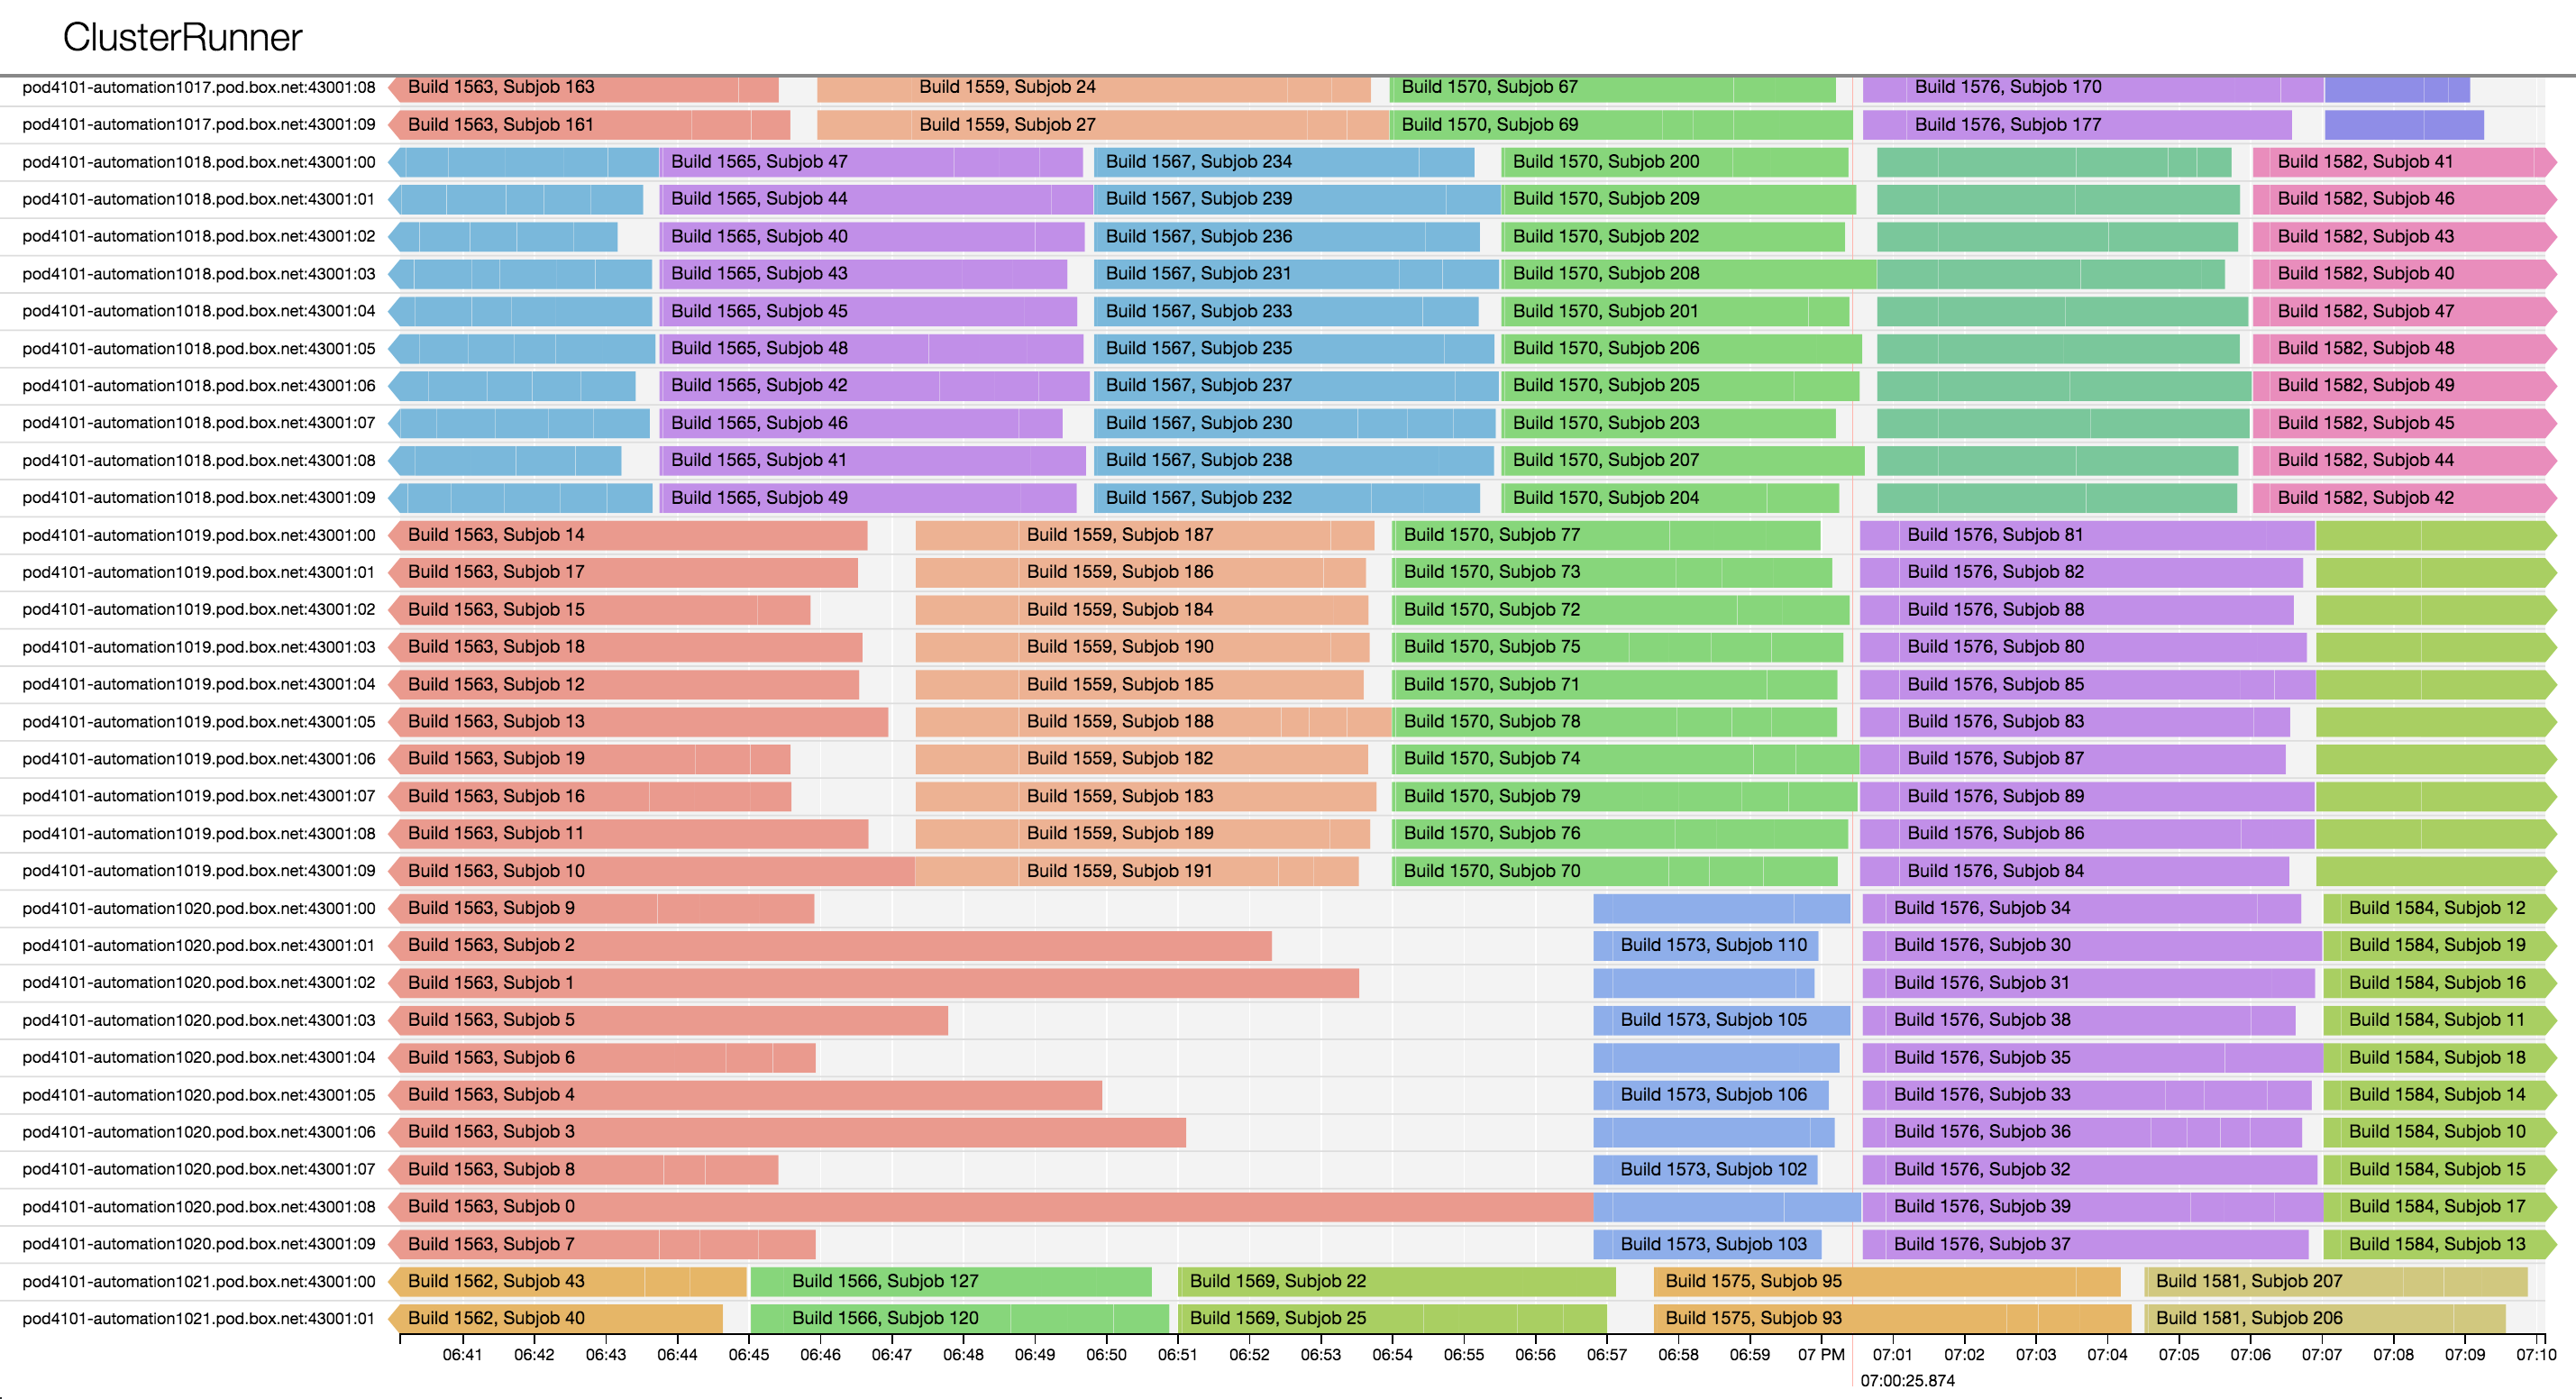 ClusterRunner
pod4101-automation1017.pod.box.net:43001:08 Build 1563, Subjob 163 Build 1559, Subjob 24 Build 1570, Subjob 67 Build 1576, Subjob 170
pod4101-automation1017.pod.box.net:43001:09 Build 1563, Subjob 161 Build 1559, Subjob 27 Build 1570, Subjob 69 Build 1576, Subjob 177
pod4101-automation1018.pod.box.net:43001:00 Build 1565, Subjob 47 Build 1567, Subjob 234 Build 1570, Subjob 200 Build 1582, Subjob 41
pod4101-automation1018.pod.box.net:43001:01 Build 1565, Subjob 44 Build 1567, Subjob 239 Build 1570, Subjob 209 Build 1582, Subjob 46
pod4101-automation1018.pod.box.net:43001:02 Build 1565, Subjob 40 Build 1567, Subjob 236 Build 1570, Subjob 202 Build 1582, Subjob 43
pod4101-automation1018.pod.box.net:43001:03 Build 1565, Subjob 43 Build 1567, Subjob 231 Build 1570, Subjob 208 Build 1582, Subjob 40
pod4101-automation1018.pod.box.net:43001:04 Build 1565, Subjob 45 Build 1567, Subjob 233 Build 1570, Subjob 201 Build 1582, Subjob 47
pod4101-automation1018.pod.box.net:43001:05 Build 1565, Subjob 48 Build 1567, Subjob 235 Build 1570, Subjob 206 Build 1582, Subjob 48
pod4101-automation1018.pod.box.net:43001:06 Build 1565, Subjob 42 Build 1567, Subjob 237 Build 1570, Subjob 205 Build 1582, Subjob 49
pod4101-automation1018.pod.box.net:43001:07 Build 1565, Subjob 46 Build 1567, Subjob 230 Build 1570, Subjob 203 Build 1582, Subjob 45
pod4101-automation1018.pod.box.net:43001:08 Build 1565, Subjob 41 Build 1567, Subjob 238 Build 1570, Subjob 207 Build 1582, Subjob 44
pod4101-automation1018.pod.box.net:43001:09 Build 1565, Subjob 49 Build 1567, Subjob 232 Build 1570, Subjob 204 Build 1582, Subjob 42
pod4101-automation1019.pod.box.net:43001:00 Build 1563, Subjob 14 Build 1559, Subjob 187 Build 1570, Subjob 77 Build 1576, Subjob 81
pod4101-automation1019.pod.box.net:43001:01 Build 1563, Subjob 17 Build 1559, Subjob 186 Build 1570, Subjob 73 Build 1576, Subjob 82
pod4101-automation1019.pod.box.net:43001:02 Build 1563, Subjob 15 Build 1559, Subjob 184 Build 1570, Subjob 72 Build 1576, Subjob 88
pod4101-automation1019.pod.box.net:43001:03 Build 1563, Subjob 18 Build 1559, Subjob 190 Build 1570, Subjob 75 Build 1576, Subjob 80
pod4101-automation1019.pod.box.net:43001:04 Build 1563, Subjob 12 Build 1559, Subjob 185 Build 1570, Subjob 71 Build 1576, Subjob 85
pod4101-automation1019.pod.box.net:43001:05 Build 1563, Subjob 13 Build 1559, Subjob 188 Build 1570, Subjob 78 Build 1576, Subjob 83
pod4101-automation1019.pod.box.net:43001:06 Build 1563, Subjob 19 Build 1559, Subjob 182 Build 1570, Subjob 74 Build 1576, Subjob 87
pod4101-automation1019.pod.box.net:43001:07 Build 1563, Subjob 16 Build 1559, Subjob 183 Build 1570, Subjob 79 Build 1576, Subjob 89
pod4101-automation1019.pod.box.net:43001:08 Build 1563, Subjob 11 Build 1559, Subjob 189 Build 1570, Subjob 76 Build 1576, Subjob 86
pod4101-automation1019.pod.box.net:43001:09 Build 1563, Subjob 10 Build 1559, Subjob 191 Build 1570, Subjob 70 Build 1576, Subjob 84
pod4101-automation1020.pod.box.net:43001:00 Build 1563, Subjob 9 Build 1576, Subjob 34 Build 1584, Subjob 12
pod4101-automation1020.pod.box.net:43001:01 Build 1563, Subjob 2 Build 1573, Subjob 110 Build 1576, Subjob 30 Build 1584, Subjob 19
pod4101-automation1020.pod.box.net:43001:02 Build 1563, Subjob 1 Build 1576, Subjob 31 Build 1584, Subjob 16
pod4101-automation1020.pod.box.net:43001:03 Build 1563, Subjob 5 Build 1573, Subjob 105 Build 1576, Subjob 38 Build 1584, Subjob 11
pod4101-automation1020.pod.box.net:43001:04 Build 1563, Subjob 6 Build 1576, Subjob 35 Build 1584, Subjob 18
pod4101-automation1020.pod.box.net:43001:05 Build 1563, Subjob 4 Build 1573, Subjob 106 Build 1576, Subjob 33 Build 1584, Subjob 14
pod4101-automation1020.pod.box.net:43001:06 Build 1563, Subjob 3 Build 1576, Subjob 36 Build 1584, Subjob 10
pod4101-automation1020.pod.box.net:43001:07 Build 1563, Subjob 8 Build 1573, Subjob 102 Build 1576, Subjob 32 Build 1584, Subjob 15
pod4101-automation1020.pod.box.net:43001:08 Build 1563, Subjob 0 Build 1576, Subjob 39 Build 1584, Subjob 17
pod4101-automation1020.pod.box.net:43001:09 Build 1563, Subjob 7 Build 1573, Subjob 103 Build 1576, Subjob 37 Build 1584, Subjob 13
pod4101-automation1021.pod.box.net:43001:00 Build 1562, Subjob 43 Build 1566, Subjob 127 Build 1569, Subjob 22 Build 1575, Subjob 95 Build 1581, Subjob 207
pod4101-automation1021.pod.box.net:43001:01 Build 1562, Subjob 40 Build 1566, Subjob 120 Build 1569, Subjob 25 Build 1575, Subjob 93 Build 1581, Subjob 206
06:41 06:42 06:43 06:44 06:45 06:46 06:47 06:48 06:49 06:50 06:51 06:52 06:53 06:54 06:55 06:56 06:57 06:58 06:59 07 PM 07:01 07:02 07:03 07:04 07:05 07:06 07:07 07:08 07:09 07:10
07:00:25.874